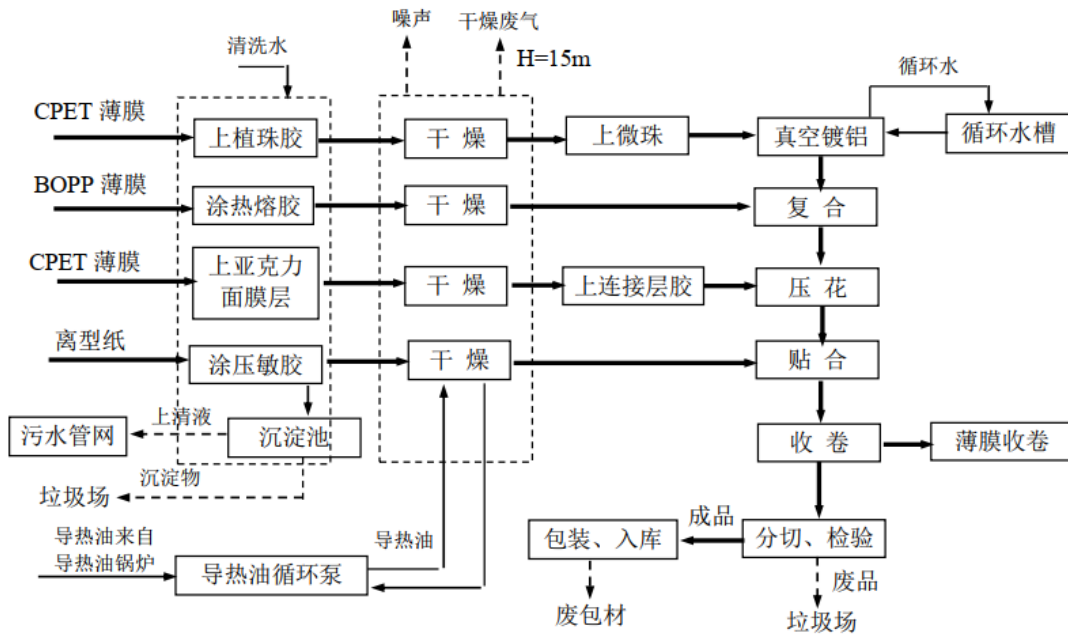 噪声
干燥废气
H=15m
清洗水
循环水
CPET 薄膜
上植珠胶
干 燥
上微珠
真空镀铝
循环水槽
BOPP 薄膜
涂热熔胶
干 燥
复 合
CPET 薄膜
上亚克力
面膜层
干 燥
上连接层胶
压 花
离型纸
涂压敏胶
干 燥
贴 合
污水管网
上清液
沉淀池
收 卷
薄膜收卷
沉淀物
垃圾场
导热油来自
导热油锅炉
导热油循环泵
导热油
包装、入库
成品
分切、检验
废包材
废品
垃圾场